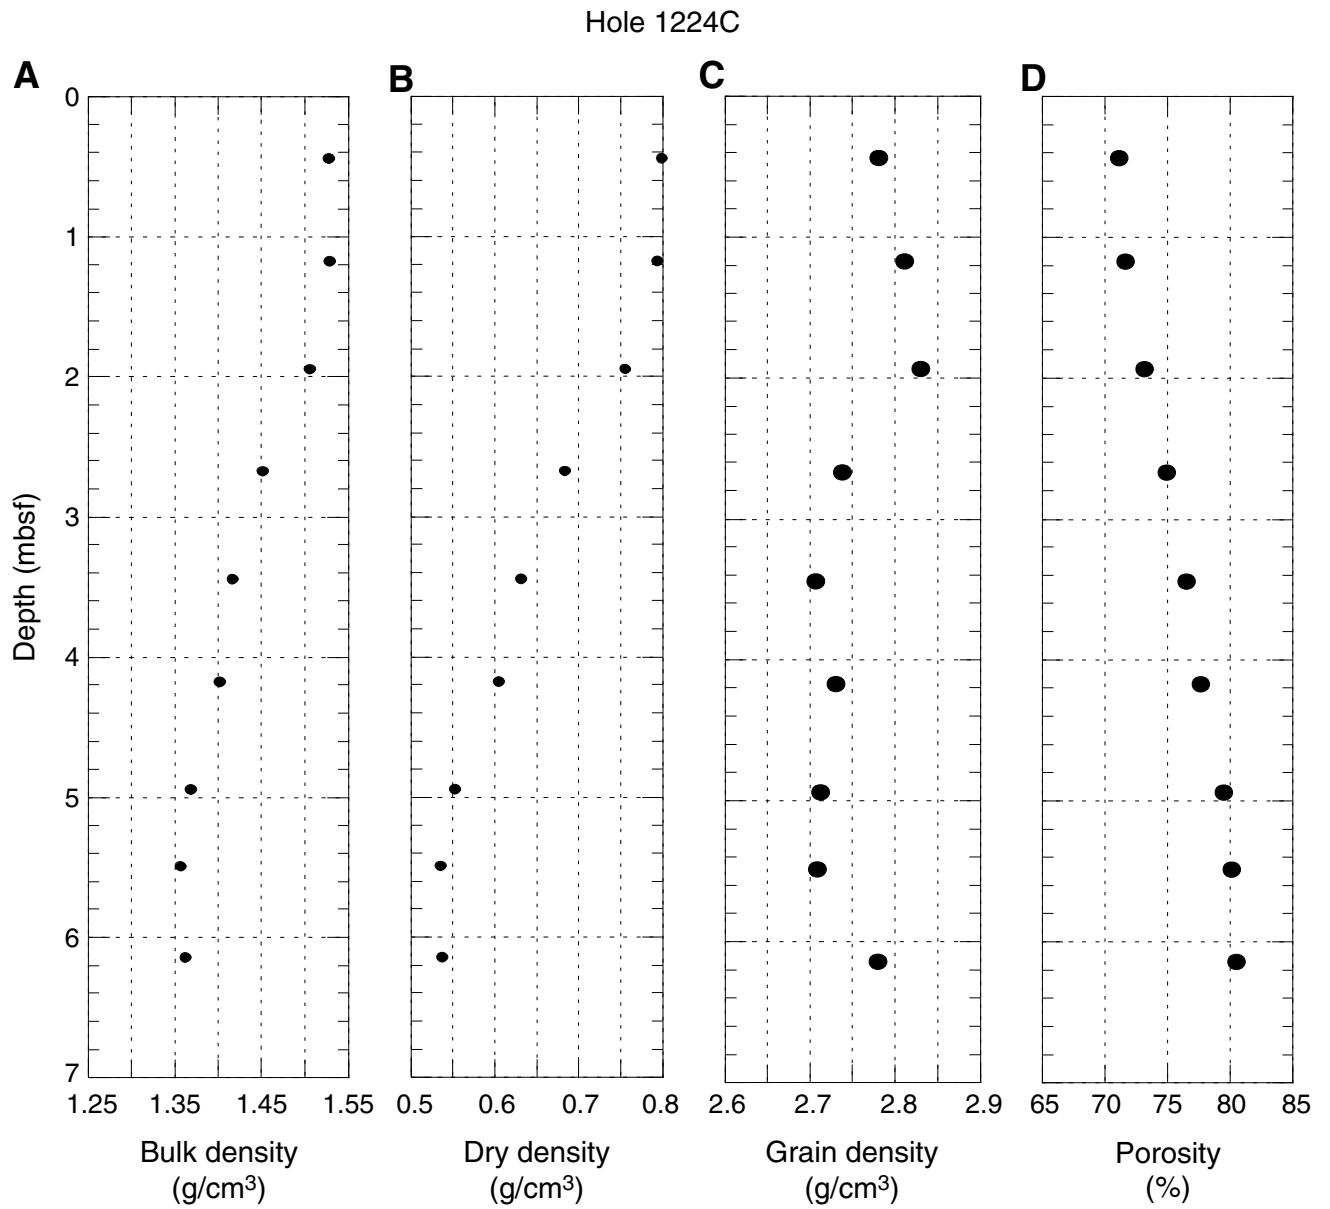 Hole 1224C
A
B
C
D
0
1
2
3
4
5
6
7
Depth (mbsf)
1.25 1.35 1.45 1.55
0.5 0.6 0.7 0.8
2.6 2.7 2.8 2.9
65 70 75 80 85
Bulk density
(g/cm³)
Dry density
(g/cm³)
Grain density
(g/cm³)
Porosity
(%)